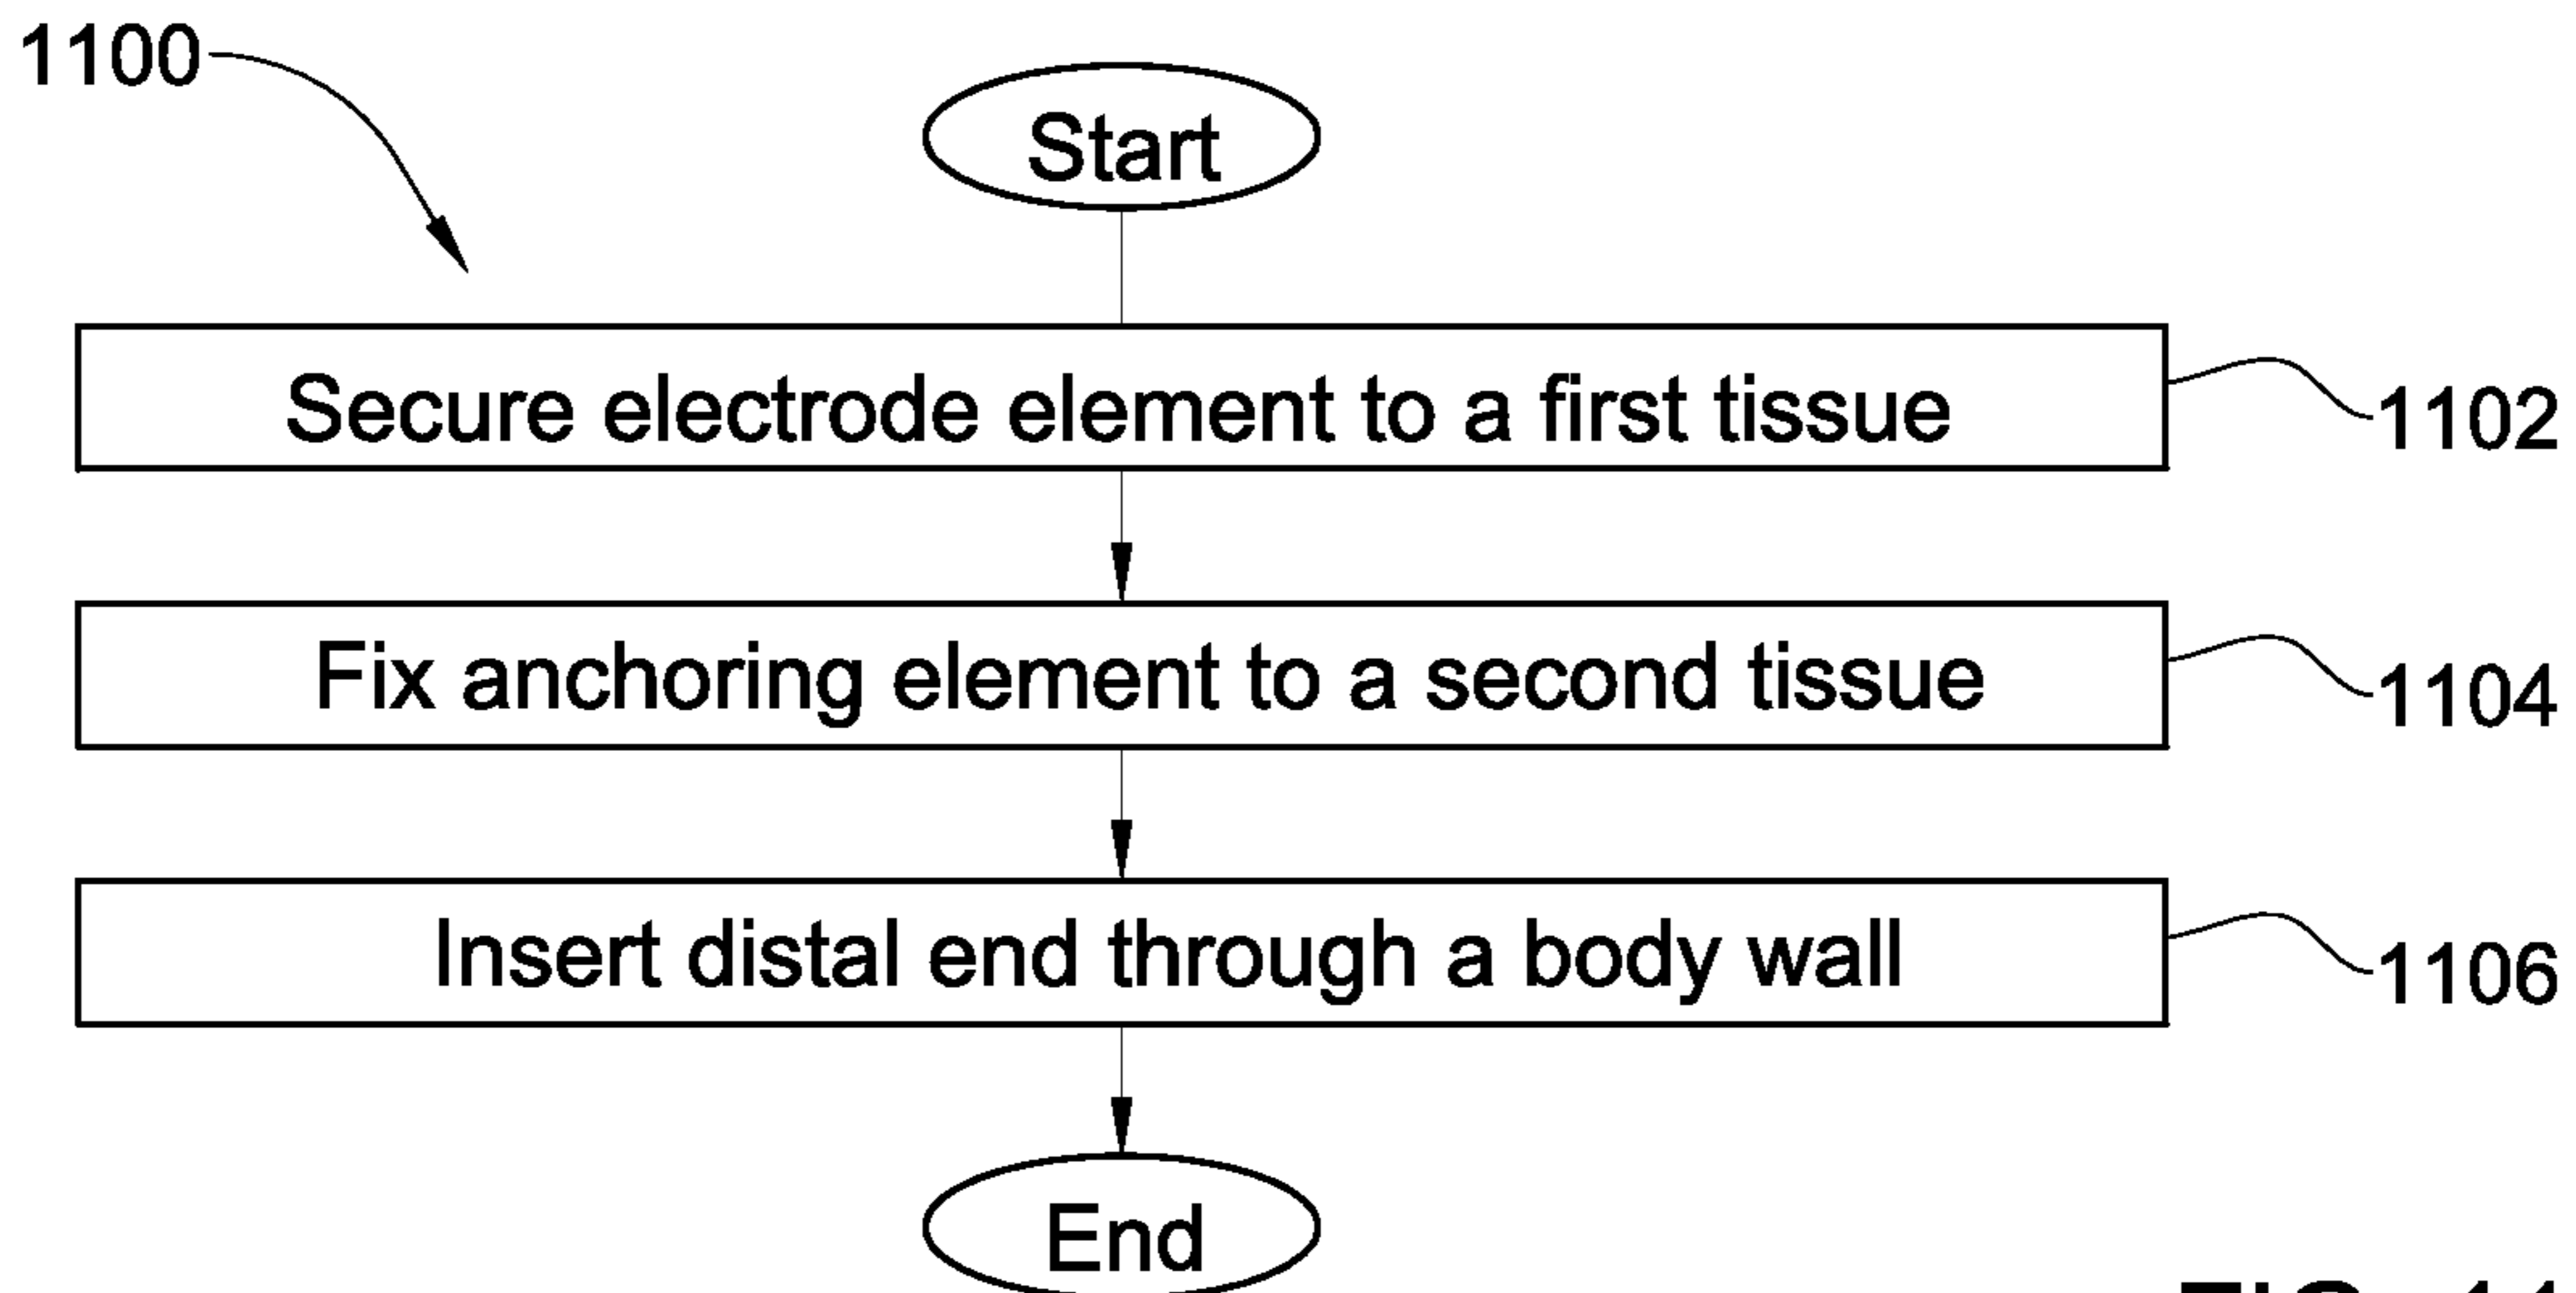 1100
Start
Secure electrode element to a first tissue
1102
Fix anchoring element to a second tissue
1104
Insert distal end through a body wall
1106
End